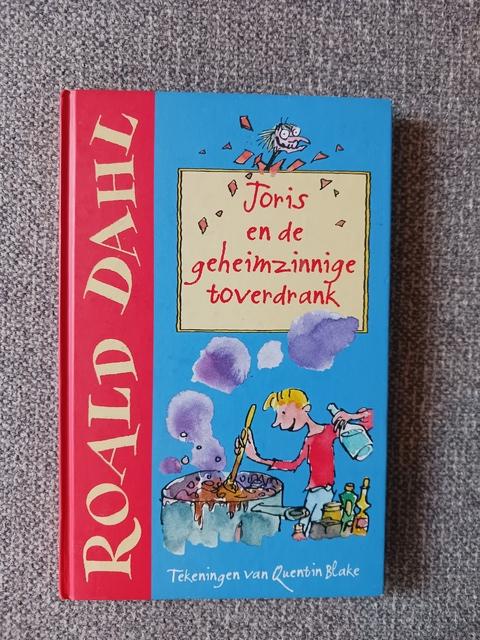 ROALD DAHL
Joris
en de
geheimzinnige
toverdrank
Tekeningen van Quentin Blake